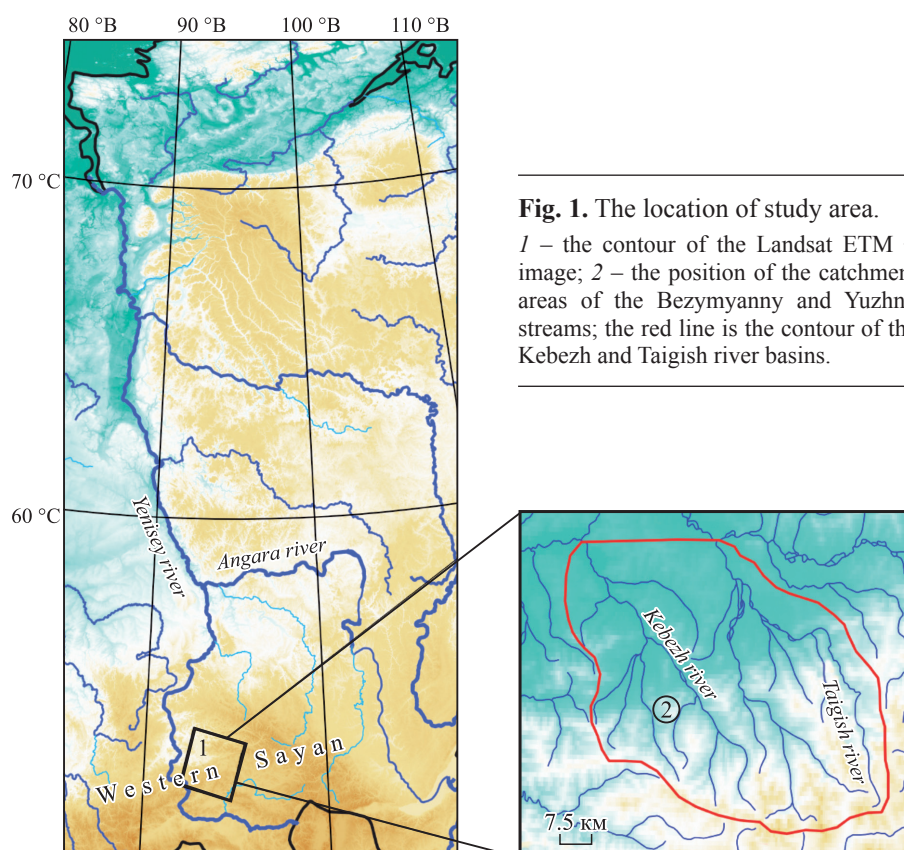 80 °B 90 °B 100 °B 110 °B
70 °C
Fig. 1. The location of study area.
1 – the contour of the Landsat ETM
image; 2 – the position of the catchmen
areas of the Bezymyanny and Yuzhn
streams; the red line is the contour of th
Kebezh and Taigish river basins.
60 °C
Yenisey river
Angara river
Kebezh river
Taigish river
2
1
Western Sayan
7.5 км